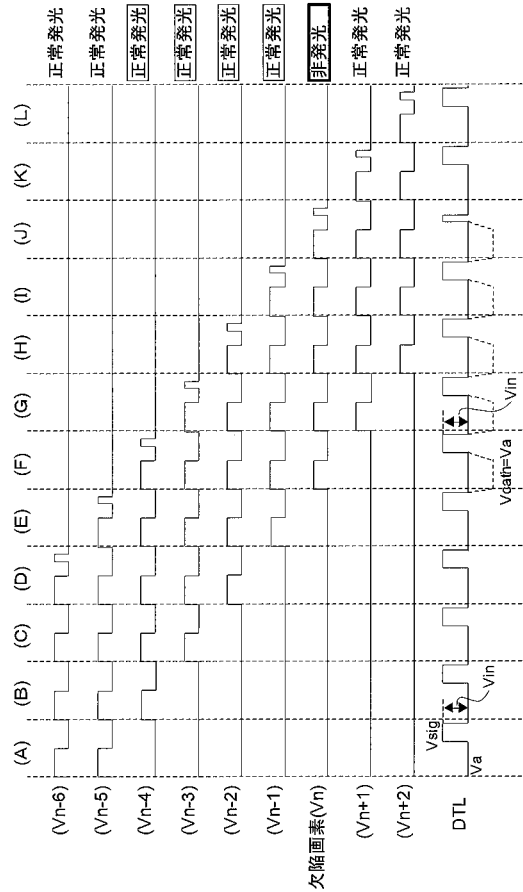 (A) (B) (C) (D) (E) (F) (G) (H) (I) (J) (K) (L)
(Vn-6) 正常発光
(Vn-5) 正常発光
(Vn-4) 正常発光
(Vn-3) 正常発光
(Vn-2) 正常発光
(Vn-1) 正常発光
欠陥画素(Vn) 非発光
(Vn+1) 正常発光
(Vn+2) 正常発光
Vsig
DTL
Va
Vin
Vcath=Va
Vin